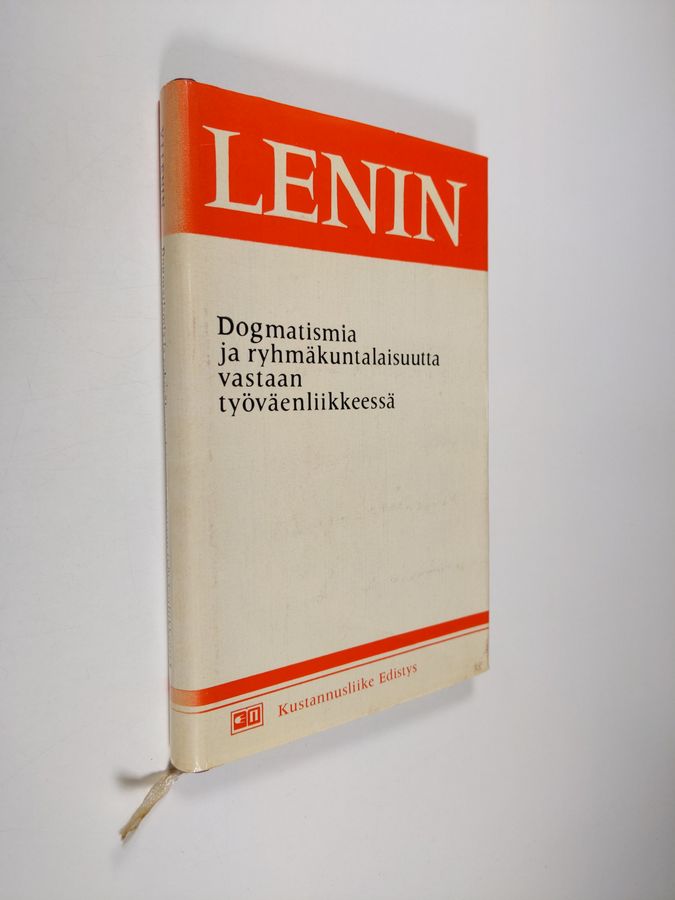 LENIN
Dogmatismia
ja ryhmäkuntalaisuutta
vastaan
työväenliikkeessä
Kustannusliike Edistys